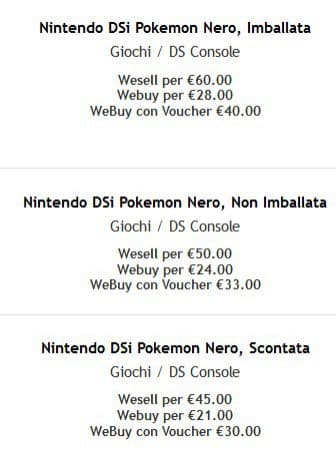 Nintendo DSi Pokemon Nero, Imballata
Giochi / DS Console
Wesell per €60.00
Webuy per €28.00
WeBuy con Voucher €40.00
Nintendo DSi Pokemon Nero, Non Imballata
Giochi / DS Console
Wesell per €50.00
Webuy per €24.00
WeBuy con Voucher €33.00
Nintendo DSi Pokemon Nero, Scontata
Giochi / DS Console
Wesell per €45.00
Webuy per €21.00
WeBuy con Voucher €30.00